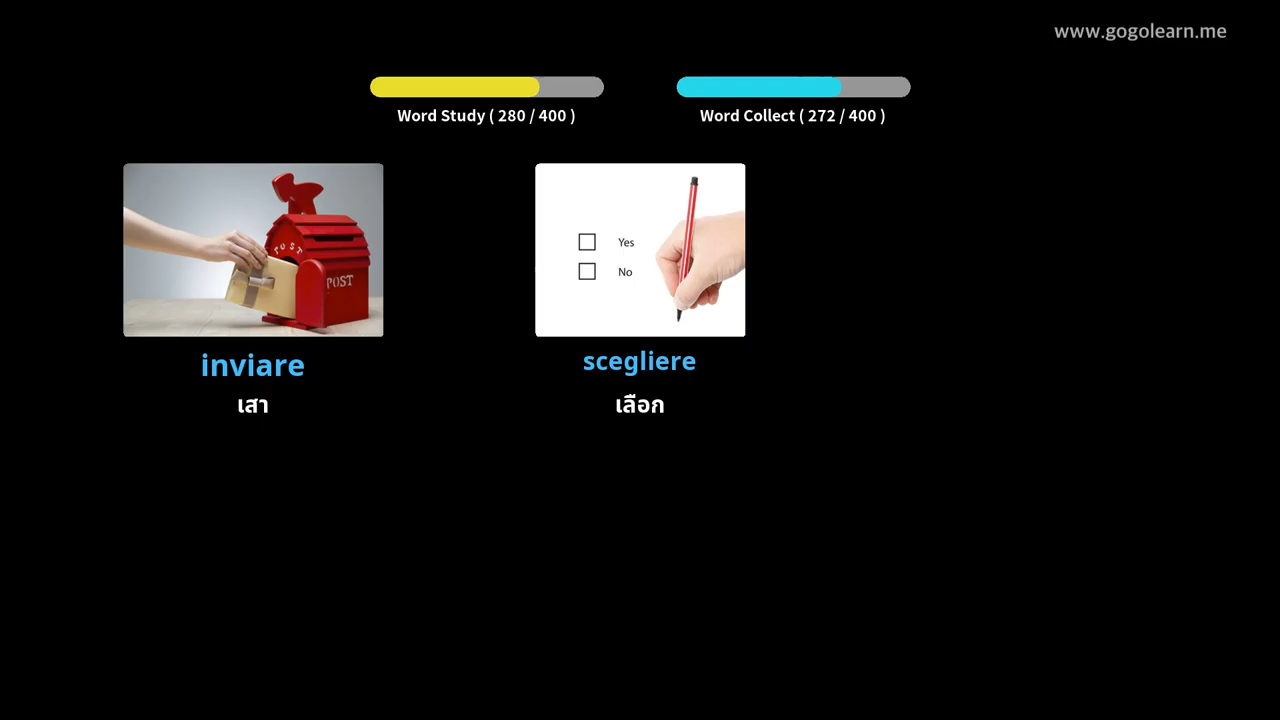 www.gogolearn.me
Word Study ( 280 / 400 )
Word Collect ( 272 / 400 )
POST
POST
Yes
No
inviare
scegliere
เสา
เลือก